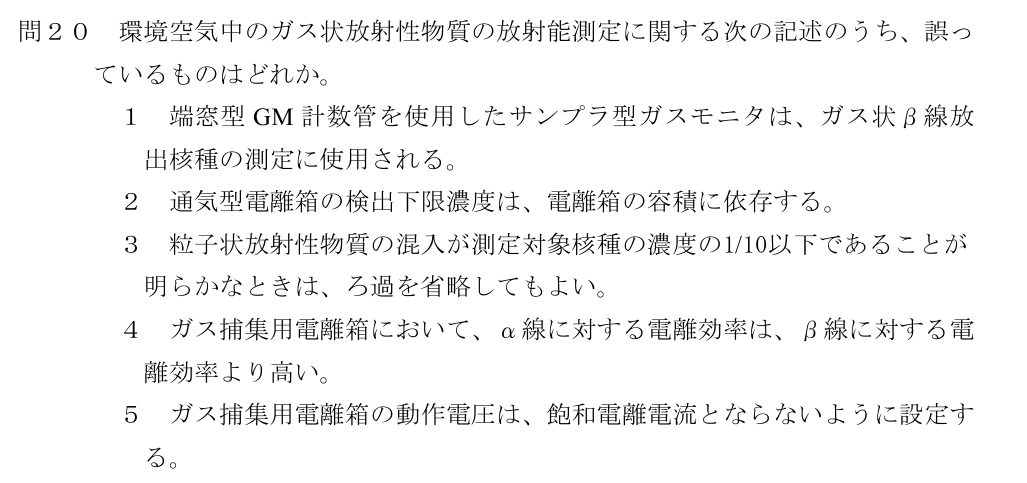 問２０　環境空気中のガス状放射性物質の放射能測定に関する次の記述のうち、誤っ
ているものはどれか。
１　端窓型 GM 計数管を使用したサンプラ型ガスモニタは、ガス状β線放
出核種の測定に使用される。
２　通気型電離箱の検出下限濃度は、電離箱の容積に依存する。
３　粒子状放射性物質の混入が測定対象核種の濃度の1/10以下であることが
明らかなときは、ろ過を省略してもよい。
４　ガス捕集用電離箱において、α線に対する電離効率は、β線に対する電
離効率より高い。
５　ガス捕集用電離箱の動作電圧は、飽和電離電流とならないように設定す
る。